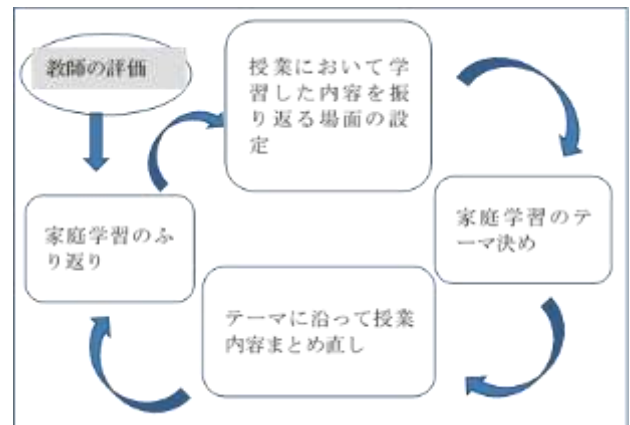 教師の評価
授業において学
習した内容を振
り返る場面の設
定
家庭学習のテ
ーマ決め
テーマに沿って授業
内容まとめ直し
家庭学習のふ
り返り